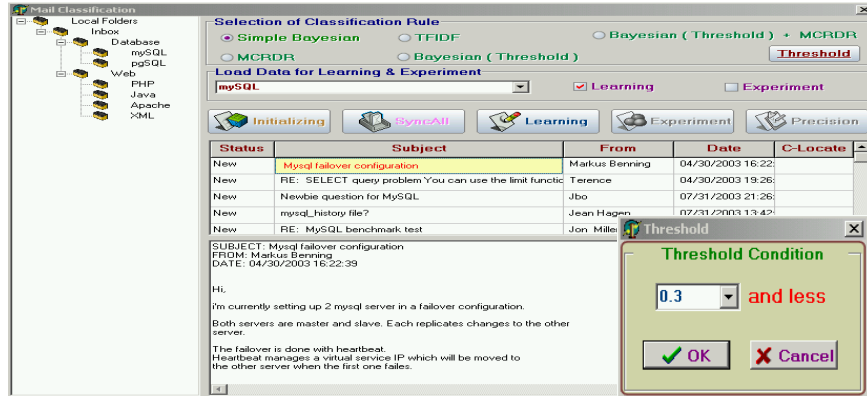 Mail Classification
Local Folders
Inbox
Database
mySQL
pgSQL
Web
PHP
Java
Apache
XML
Selection of Classification Rule
Simple Bayesian
TFIDF
Bayesian ( Threshold ) + MCRDR
MCRDR
Bayesian ( Threshold )
Threshold
Load Data for Learning & Experiment
mySQL
Learning
Experiment
Initializing
SyncAll
Learning
Experiment
Precision
Status Subject From Date C-Locate
New Mysql failover configuration Markus Benning 04/30/2003 16:22:
New RE: SELECT query problem You can use the limit functic Terence 04/30/2003 19:26:
New Newbie question for MySQL Jbo 07/31/2003 21:26:
New mysql_history file? Jean Hagen 07/31/2003 13:42:
New RE: MySQL benchmark test Jon Mille
SUBJECT: Mysql failover configuration
FROM: Markus Benning
DATE: 04/30/2003 16:22:39
Hi,
i'm currently setting up 2 mysql server in a failover configuration.
Both servers are master and slave. Each replicates changes to the other
server.
The failover is done with heartbeat.
Heartbeat manages a virtual service IP which will be moved to
the other server when the first one failes.
Threshold
Threshold Condition
0.3 and less
OK
Cancel